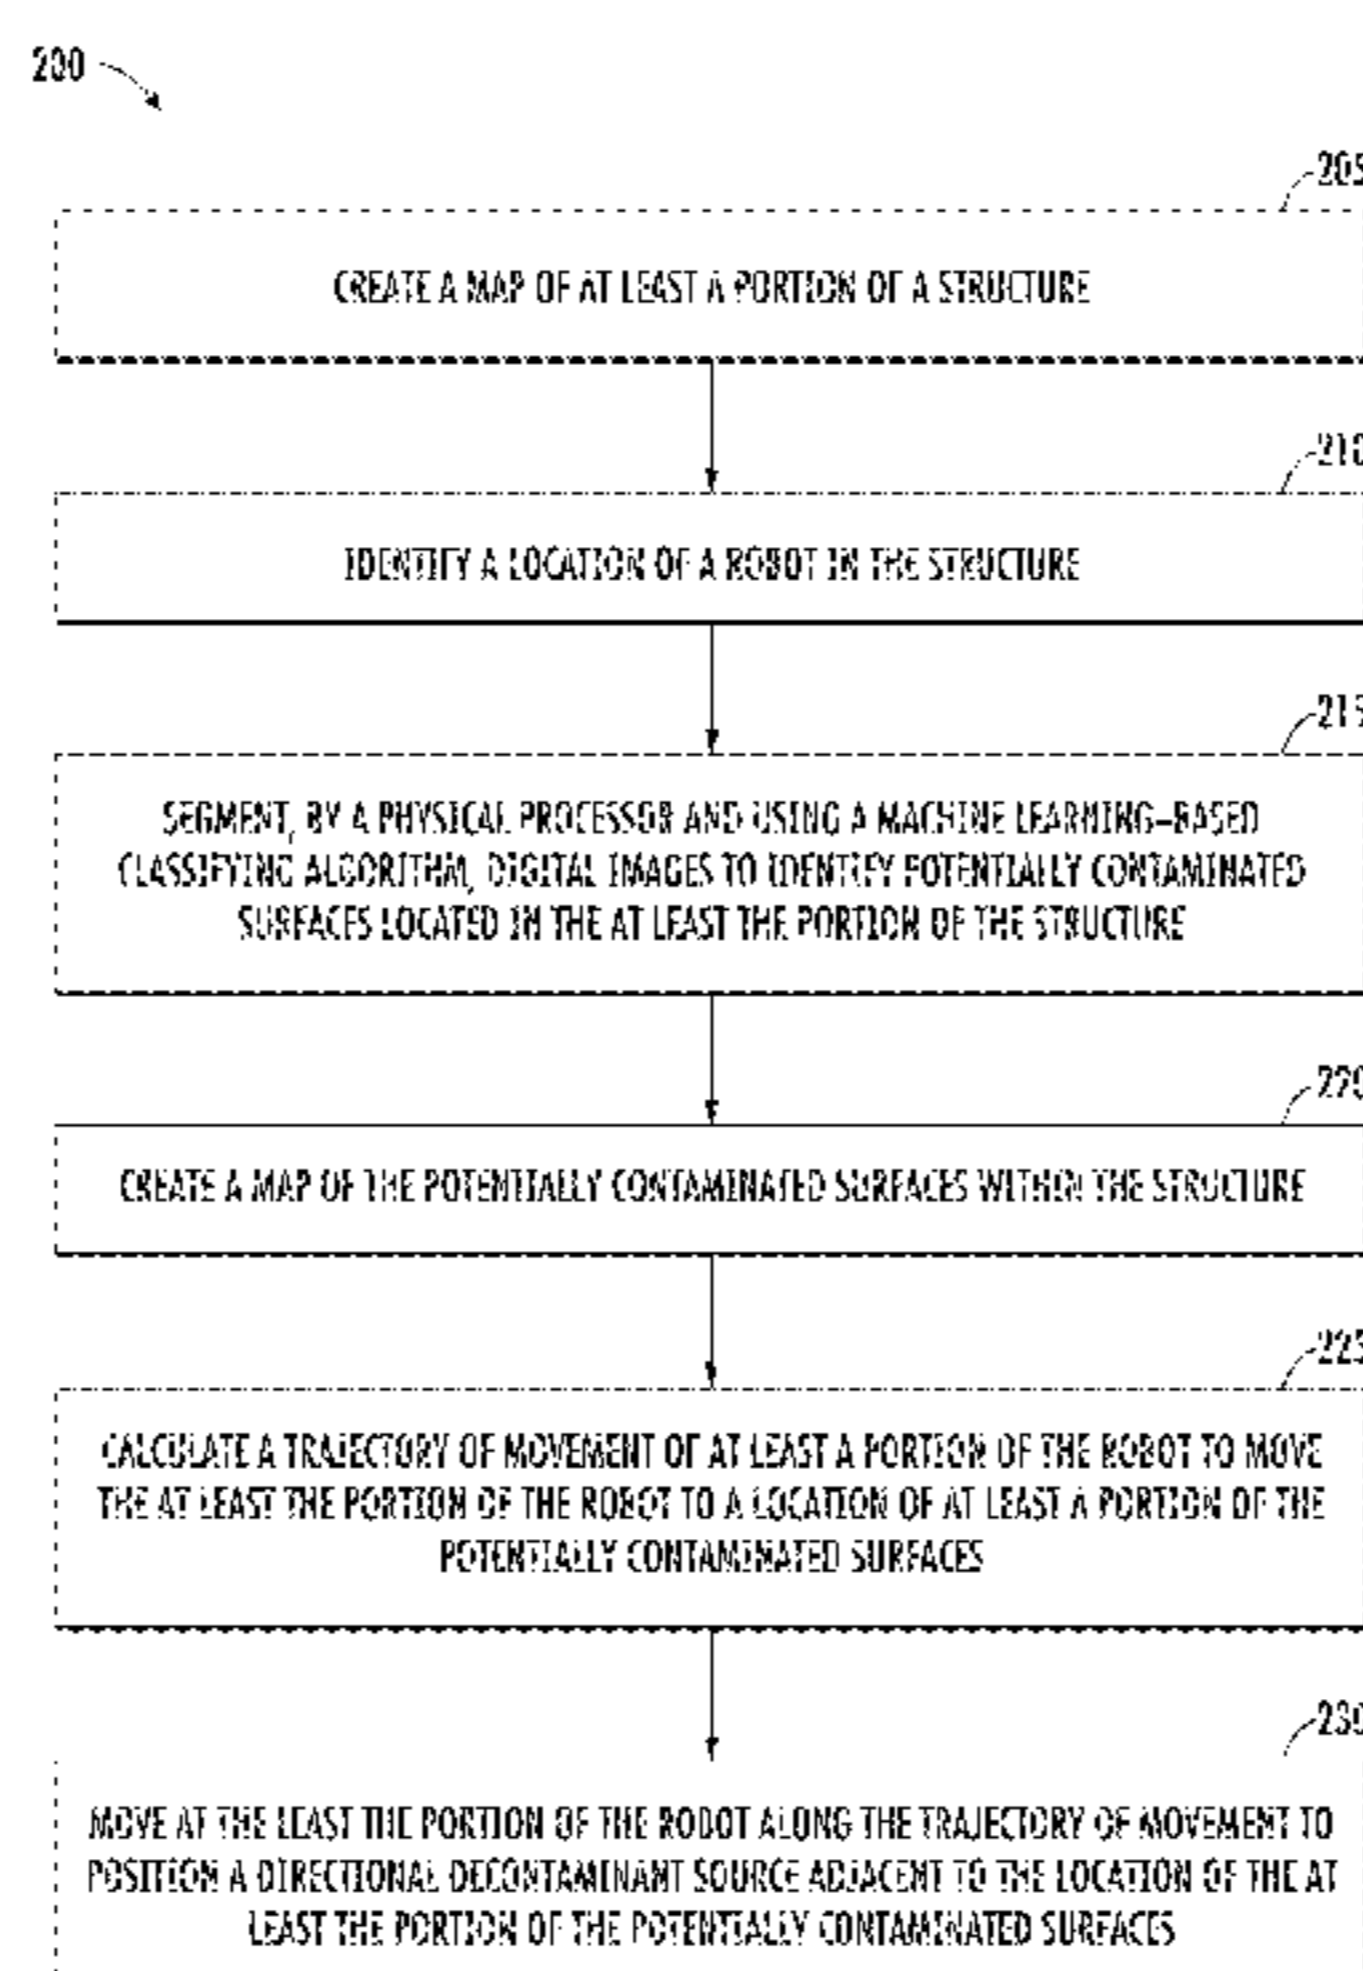 200
205
CREATE A MAP OF AT LEAST A PORTION OF A STRUCTURE
210
IDENTIFY A LOCATION OF A ROBOT IN THE STRUCTURE
215
SEGMENT, BY A PHYSICAL PROCESSOR AND USING A MACHINE LEARNING-BASED
CLASSIFYING ALGORITHM, DIGITAL IMAGES TO IDENTIFY POTENTIALLY CONTAMINATED
SURFACES LOCATED IN THE AT LEAST THE PORTION OF THE STRUCTURE
220
CREATE A MAP OF THE POTENTIALLY CONTAMINATED SURFACES WITHIN THE STRUCTURE
225
CALCULATE A TRAJECTORY OF MOVEMENT OF AT LEAST A PORTION OF THE ROBOT TO MOVE
THE AT LEAST THE PORTION OF THE ROBOT TO A LOCATION OF AT LEAST A PORTION OF THE
POTENTIALLY CONTAMINATED SURFACES
230
MOVE AT THE LEAST THE PORTION OF THE ROBOT ALONG THE TRAJECTORY OF MOVEMENT TO
POSITION A DIRECTIONAL DECONTAMINANT SOURCE ADJACENT TO THE LOCATION OF THE AT
LEAST THE PORTION OF THE POTENTIALLY CONTAMINATED SURFACES